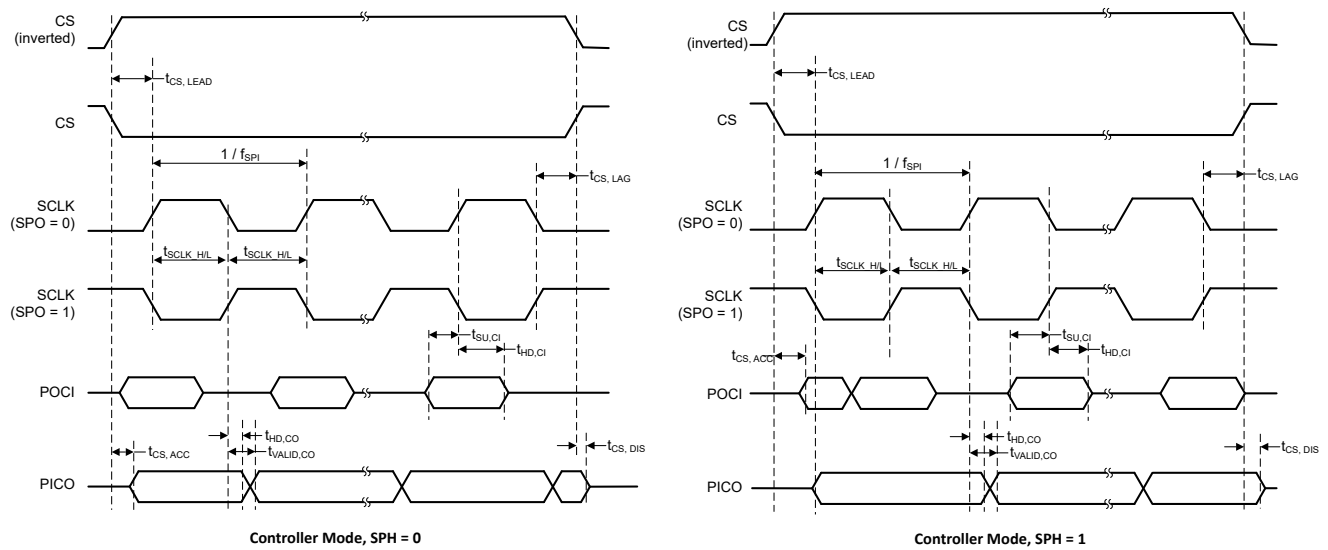 CS
(inverted)
tCS, LEAD
CS
1 / fSPI
tCS, LAG
SCLK
(SPO = 0)
tSCLK_H/L
tSCLK_H/L
SCLK
(SPO = 1)
tSU,CI
tHD,CI
POCI
tHD,CO
tCS, ACC
tVALID,CO
tCS, DIS
PICO
Controller Mode, SPH = 0
CS
(inverted)
tCS, LEAD
CS
1 / fSPI
tCS, LAG
SCLK
(SPO = 0)
tSCLK_H/L
tSCLK_H/L
SCLK
(SPO = 1)
tSU,CI
tCS, ACC
tHD,CI
POCI
tHD,CO
tVALID,CO
tCS, DIS
PICO
Controller Mode, SPH = 1